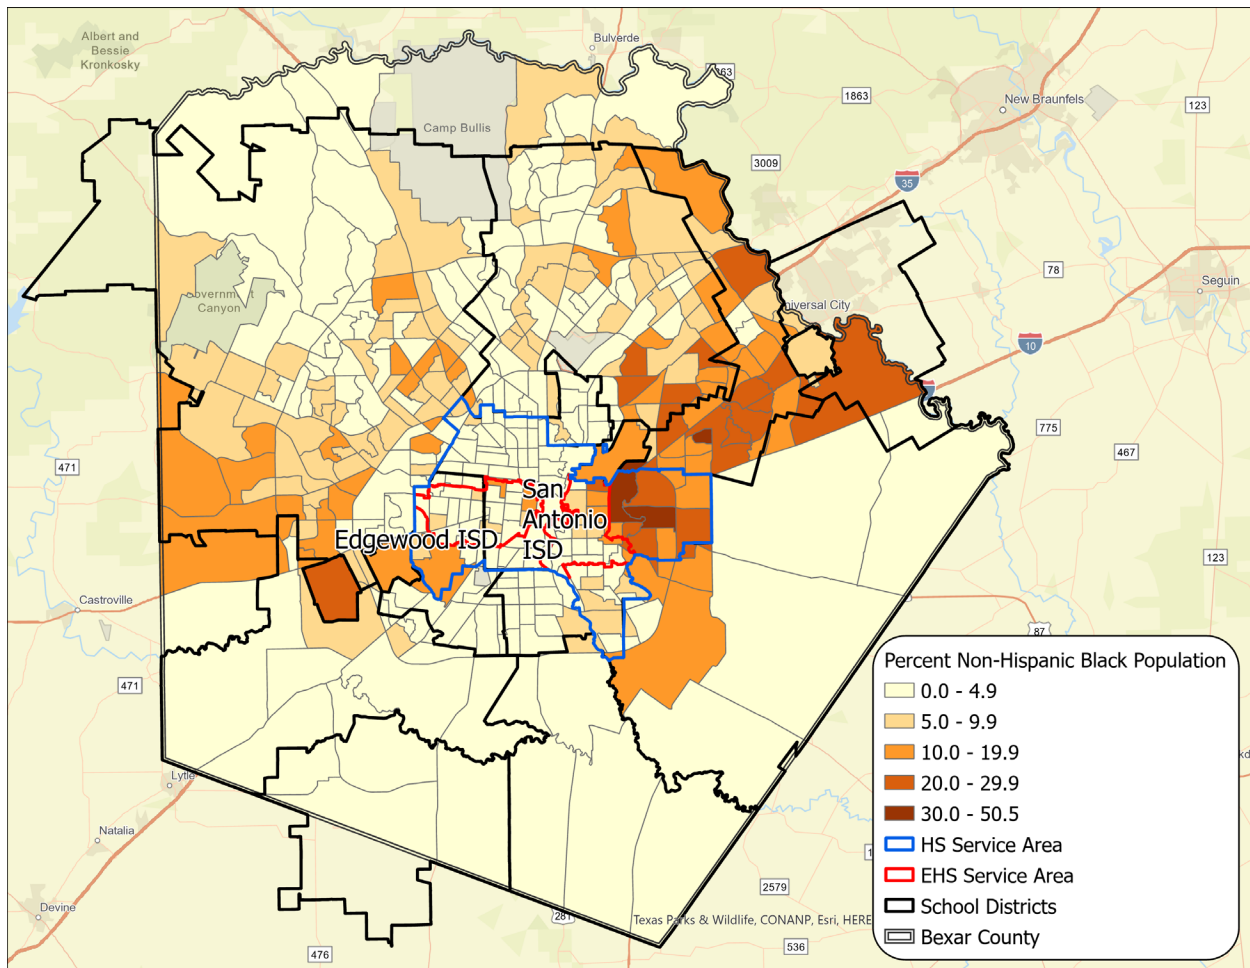 Albert and
Bessie
Kronkosky
Bulverde
1863
New Braunfels
123
Camp Bullis
3009
35
78
Seguin
Government
Canyon
Universal City
10
775
467
471
San
Antonio
ISD
Edgewood ISD
123
Castroville
87
471
Lytle
Natalia
Devine
281
476
2579
536
Texas Parks & Wildlife, CONANP, Esri, HERE
Percent Non-Hispanic Black Population
0.0 - 4.9
5.0 - 9.9
10.0 - 19.9
20.0 - 29.9
30.0 - 50.5
HS Service Area
EHS Service Area
School Districts
Bexar County